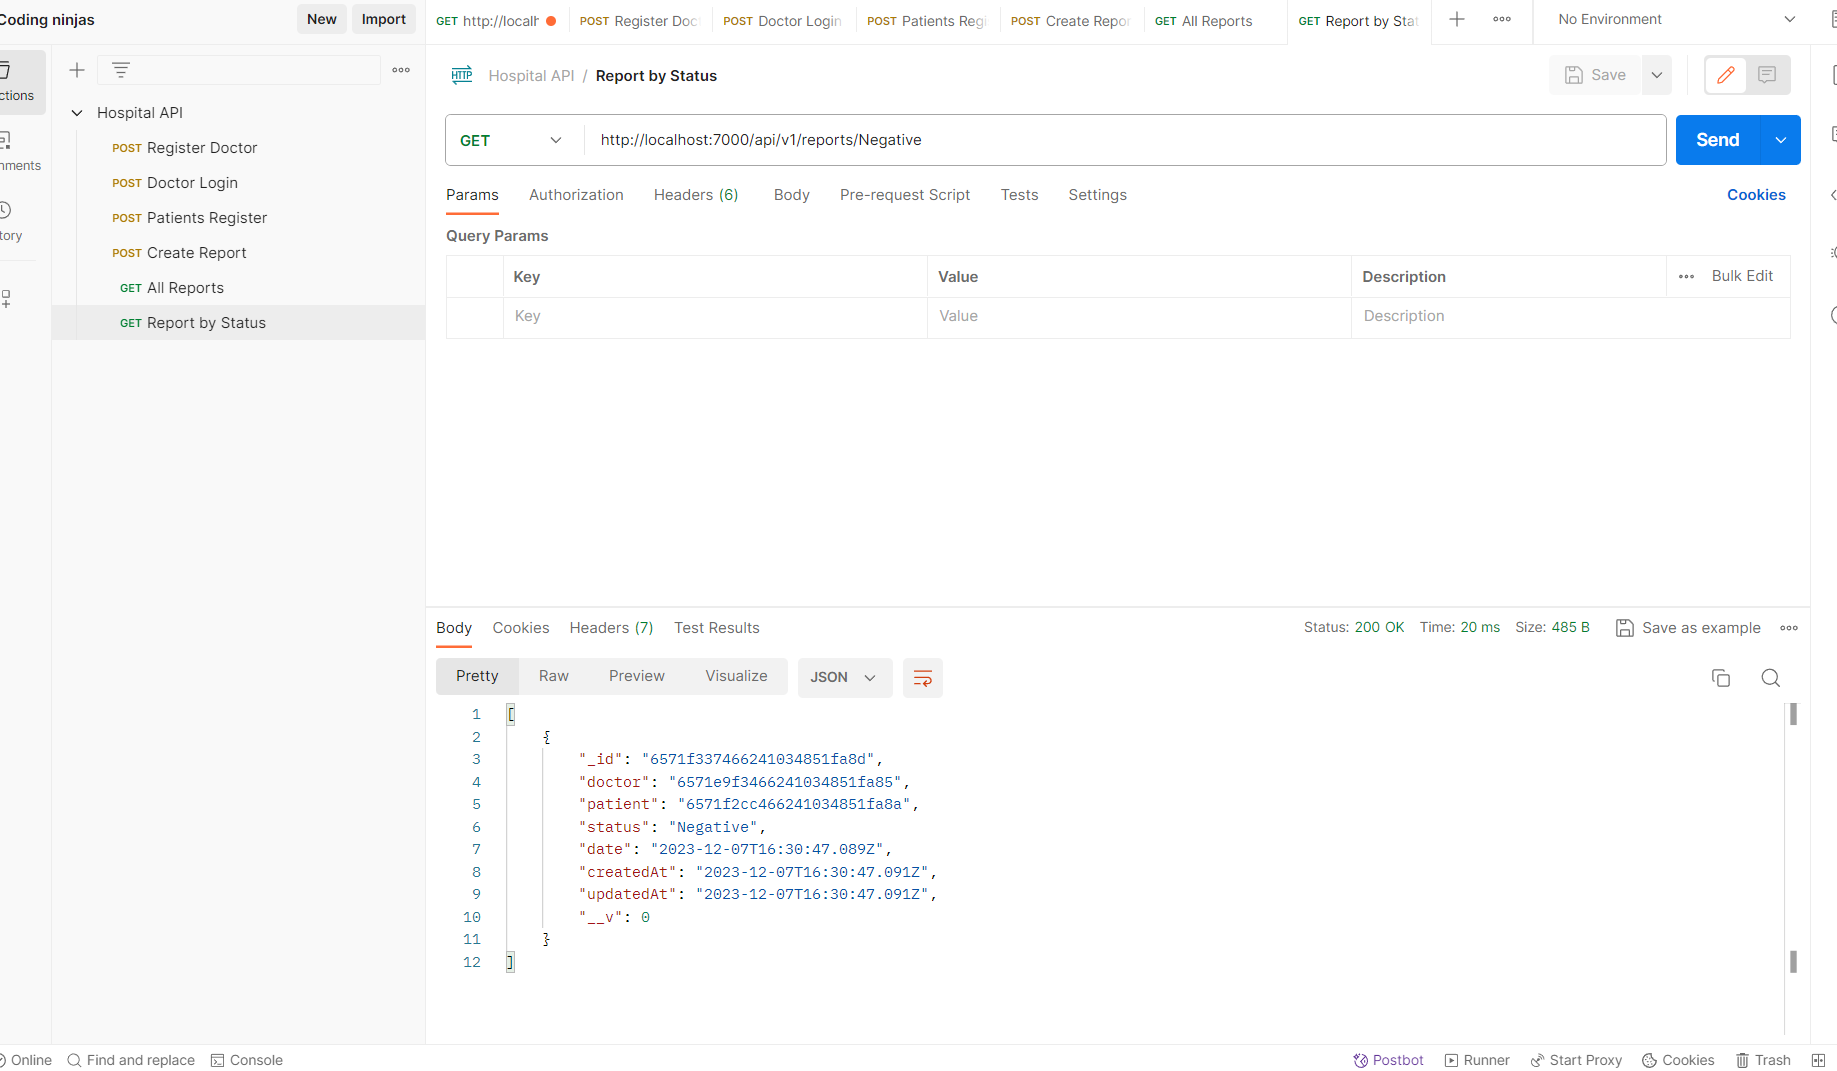 Coding ninjas
New
Import
GET http://localh
POST Register Doc
POST Doctor Login
POST Patients Regi
POST Create Repor
GET All Reports
GET Report by Stat
No Environment
ctions
nments
tory
Hospital API
POST Register Doctor
POST Doctor Login
POST Patients Register
POST Create Report
GET All Reports
GET Report by Status
HTTP Hospital API / Report by Status
Save
GET http://localhost:7000/api/v1/reports/Negative
Send
Params Authorization Headers (6) Body Pre-request Script Tests Settings
Cookies
Query Params
Key Value Description Bulk Edit
Key Value Description
Body Cookies Headers (7) Test Results
Status: 200 OK Time: 20 ms Size: 485 B Save as example
Pretty Raw Preview Visualize JSON
1 [
2 {
3 "_id": "6571f337466241034851fa8d",
4 "doctor": "6571e9f3466241034851fa85",
5 "patient": "6571f2cc466241034851fa8a",
6 "status": "Negative",
7 "date": "2023-12-07T16:30:47.089Z",
8 "createdAt": "2023-12-07T16:30:47.091Z",
9 "updatedAt": "2023-12-07T16:30:47.091Z",
10 "__v": 0
11 }
12 ]
Online Find and replace Console
Postbot Runner Start Proxy Cookies Trash